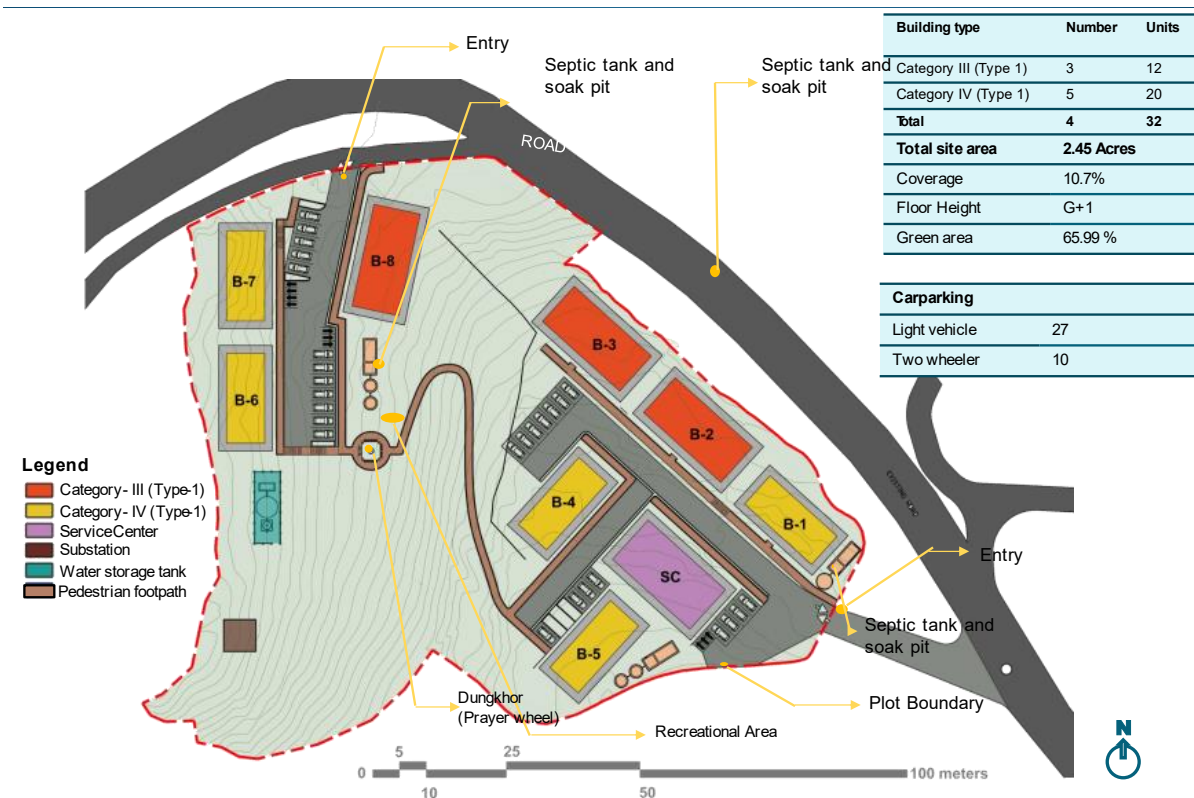 Entry
Septic tank and
soak pit
Septic tank and
soak pit
Building type Number Units
Category III (Type 1) 3 12
Category IV (Type 1) 5 20
Total 4 32
Total site area 2.45 Acres
Coverage 10.7%
Floor Height G+1
Green area 65.99 %
Carparking
Light vehicle 27
Two wheeler 10
ROAD
B-8
B-7
B-6
B-3
B-2
B-1
B-4
SC
B-5
EXISTING ROAD
Legend
Category- III (Type-1)
Category- IV (Type-1)
ServiceCenter
Substation
Water storage tank
Pedestrian footpath
Entry
Septic tank and
soak pit
Dungkhor
(Prayer wheel)
Plot Boundary
Recreational Area
N
5 25
0 100 meters
10 50